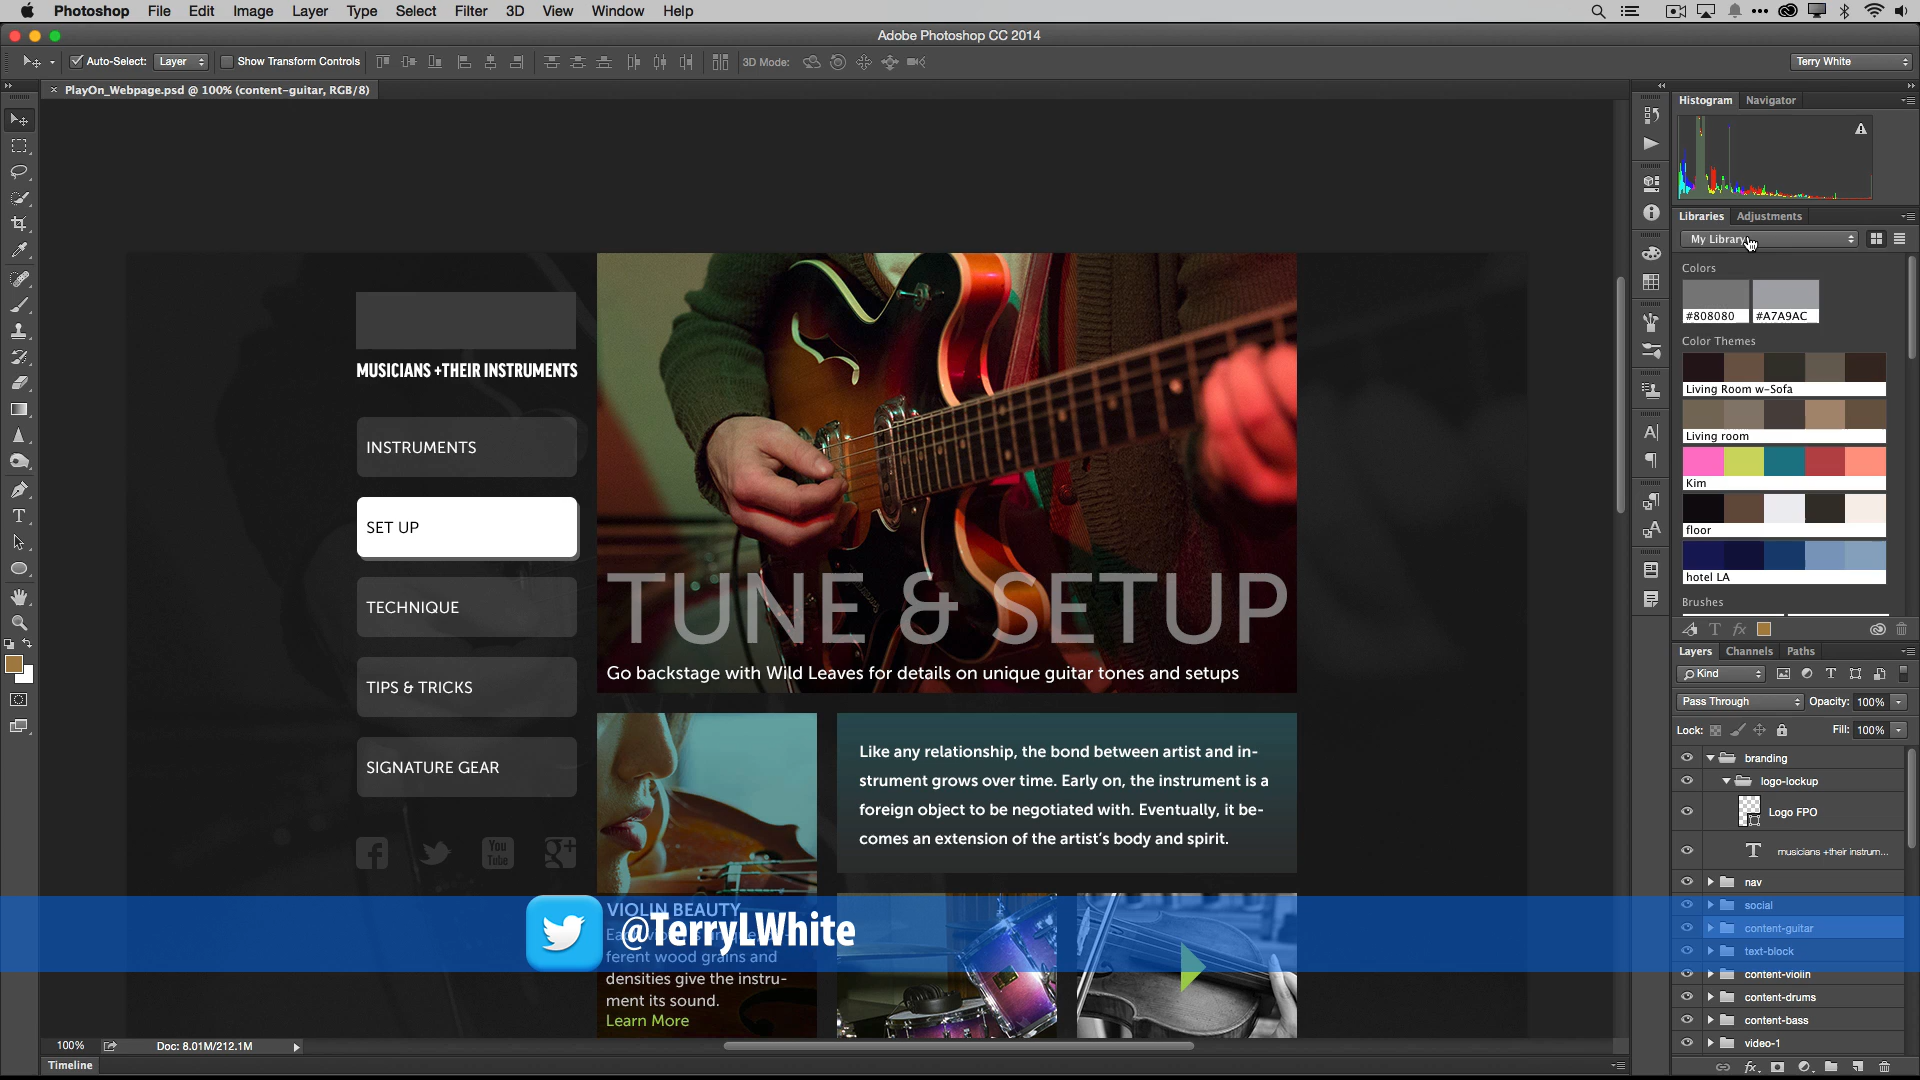 Photoshop File Edit Image Layer Type Select Filter 3D View Window Help
Adobe Photoshop CC 2014
Auto-Select: Layer Show Transform Controls 3D Mode: Terry White
× PlayOn_Webpage.psd @ 100% (content-guitar, RGB/8)
Histogram Navigator
Libraries Adjustments
My Library
Colors
#808080 #A7A9AC
Color Themes
Living Room w-Sofa
Living room
Kim
floor
hotel LA
Brushes
MUSICIANS +THEIR INSTRUMENTS
INSTRUMENTS
SET UP
TECHNIQUE
TIPS & TRICKS
SIGNATURE GEAR
You
Tube
TUNE & SETUP
Go backstage with Wild Leaves for details on unique guitar tones and setups
Like any relationship, the bond between artist and in-
strument grows over time. Early on, the instrument is a
foreign object to be negotiated with. Eventually, it be-
comes an extension of the artist's body and spirit.
VIOLIN BEAUTY
@TerryLWhite
ferent wood grains and
densities give the instru-
ment its sound.
Learn More
Layers Channels Paths
Kind
Pass Through Opacity: 100%
Lock: Fill: 100%
branding
logo-lockup
Logo FPO
musicians +their instrum...
nav
social
content-guitar
text-block
content-violin
content-drums
content-bass
video-1
100% Doc: 8.01M/212.1M
Timeline